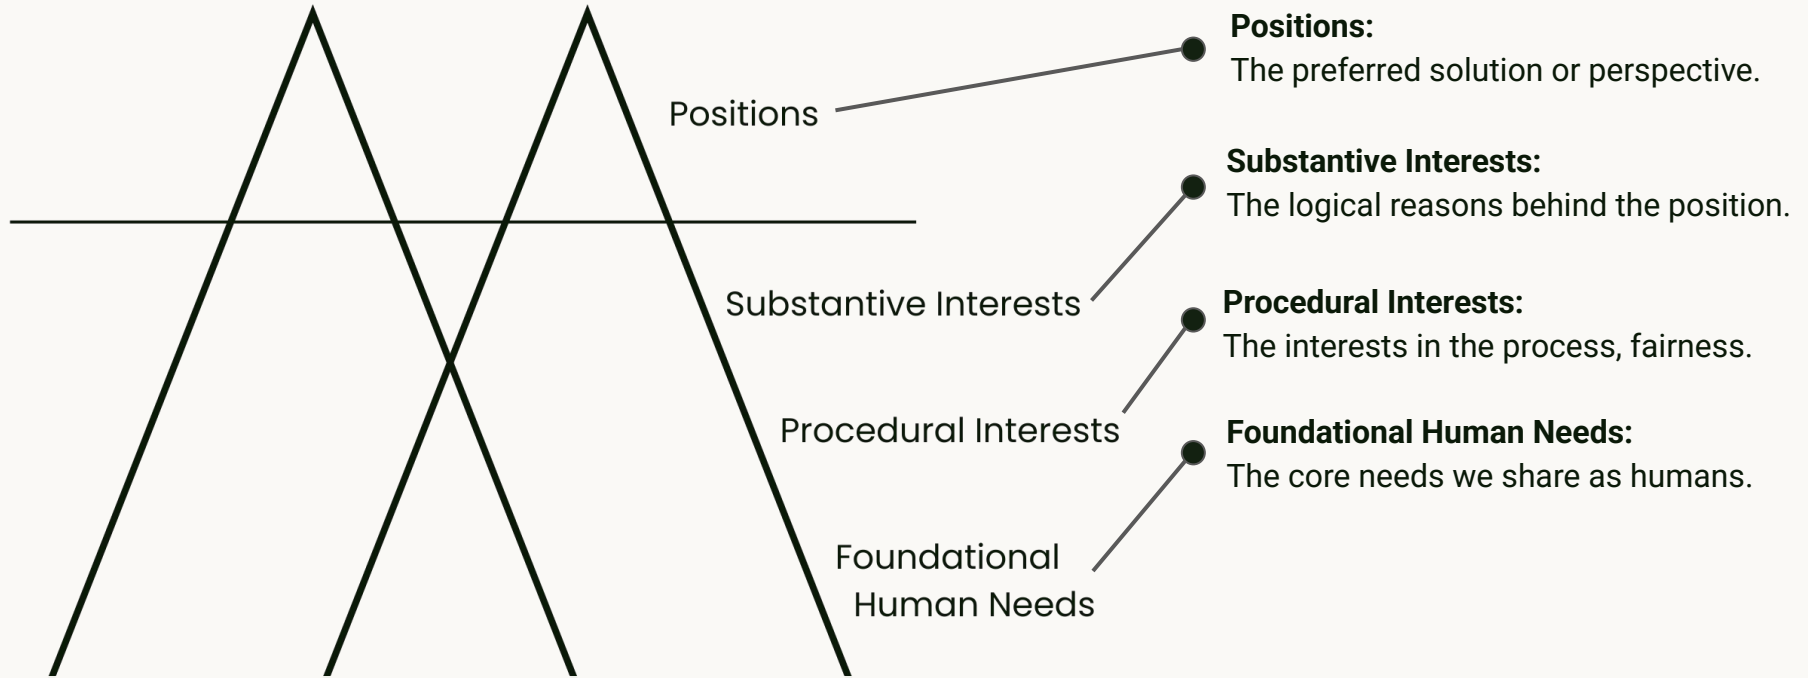 Positions
Substantive Interests
Procedural Interests
Foundational
Human Needs
Positions:
The preferred solution or perspective.
Substantive Interests:
The logical reasons behind the position.
Procedural Interests:
The interests in the process, fairness.
Foundational Human Needs:
The core needs we share as humans.